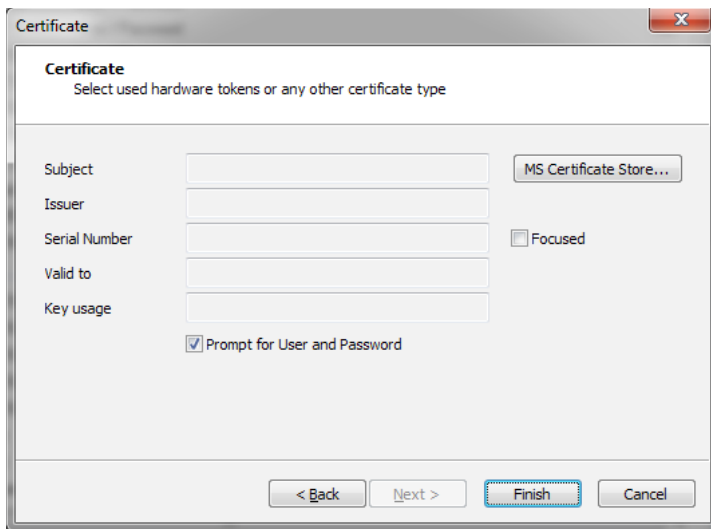 Certificate
Certificate
Select used hardware tokens or any other certificate type
Subject
MS Certificate Store...
Issuer
Serial Number
Focused
Valid to
Key usage
Prompt for User and Password
< Back
Next >
Finish
Cancel